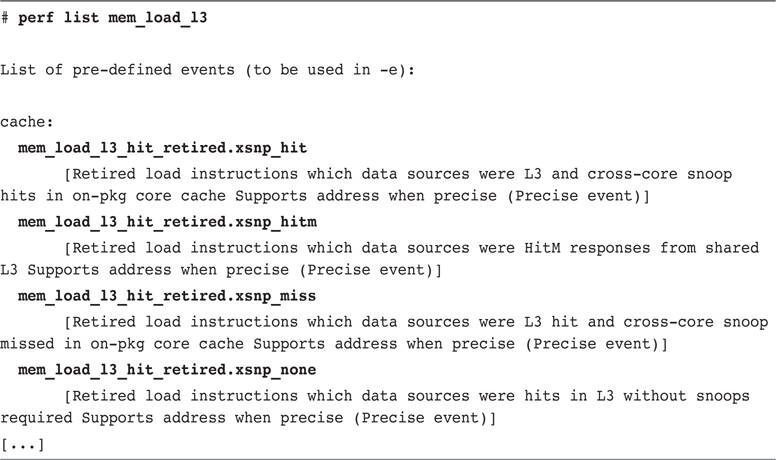 # perf list mem_load_l3
List of pre-defined events (to be used in -e):
cache:
mem_load_l3_hit_retired.xsnp_hit
[Retired load instructions which data sources were L3 and cross-core snoop
hits in on-pkg core cache Supports address when precise (Precise event)]
mem_load_l3_hit_retired.xsnp_hitm
[Retired load instructions which data sources were HitM responses from shared
L3 Supports address when precise (Precise event)]
mem_load_l3_hit_retired.xsnp_miss
[Retired load instructions which data sources were L3 hit and cross-core snoop
missed in on-pkg core cache Supports address when precise (Precise event)]
mem_load_l3_hit_retired.xsnp_none
[Retired load instructions which data sources were hits in L3 without snoops
required Supports address when precise (Precise event)]
[...]